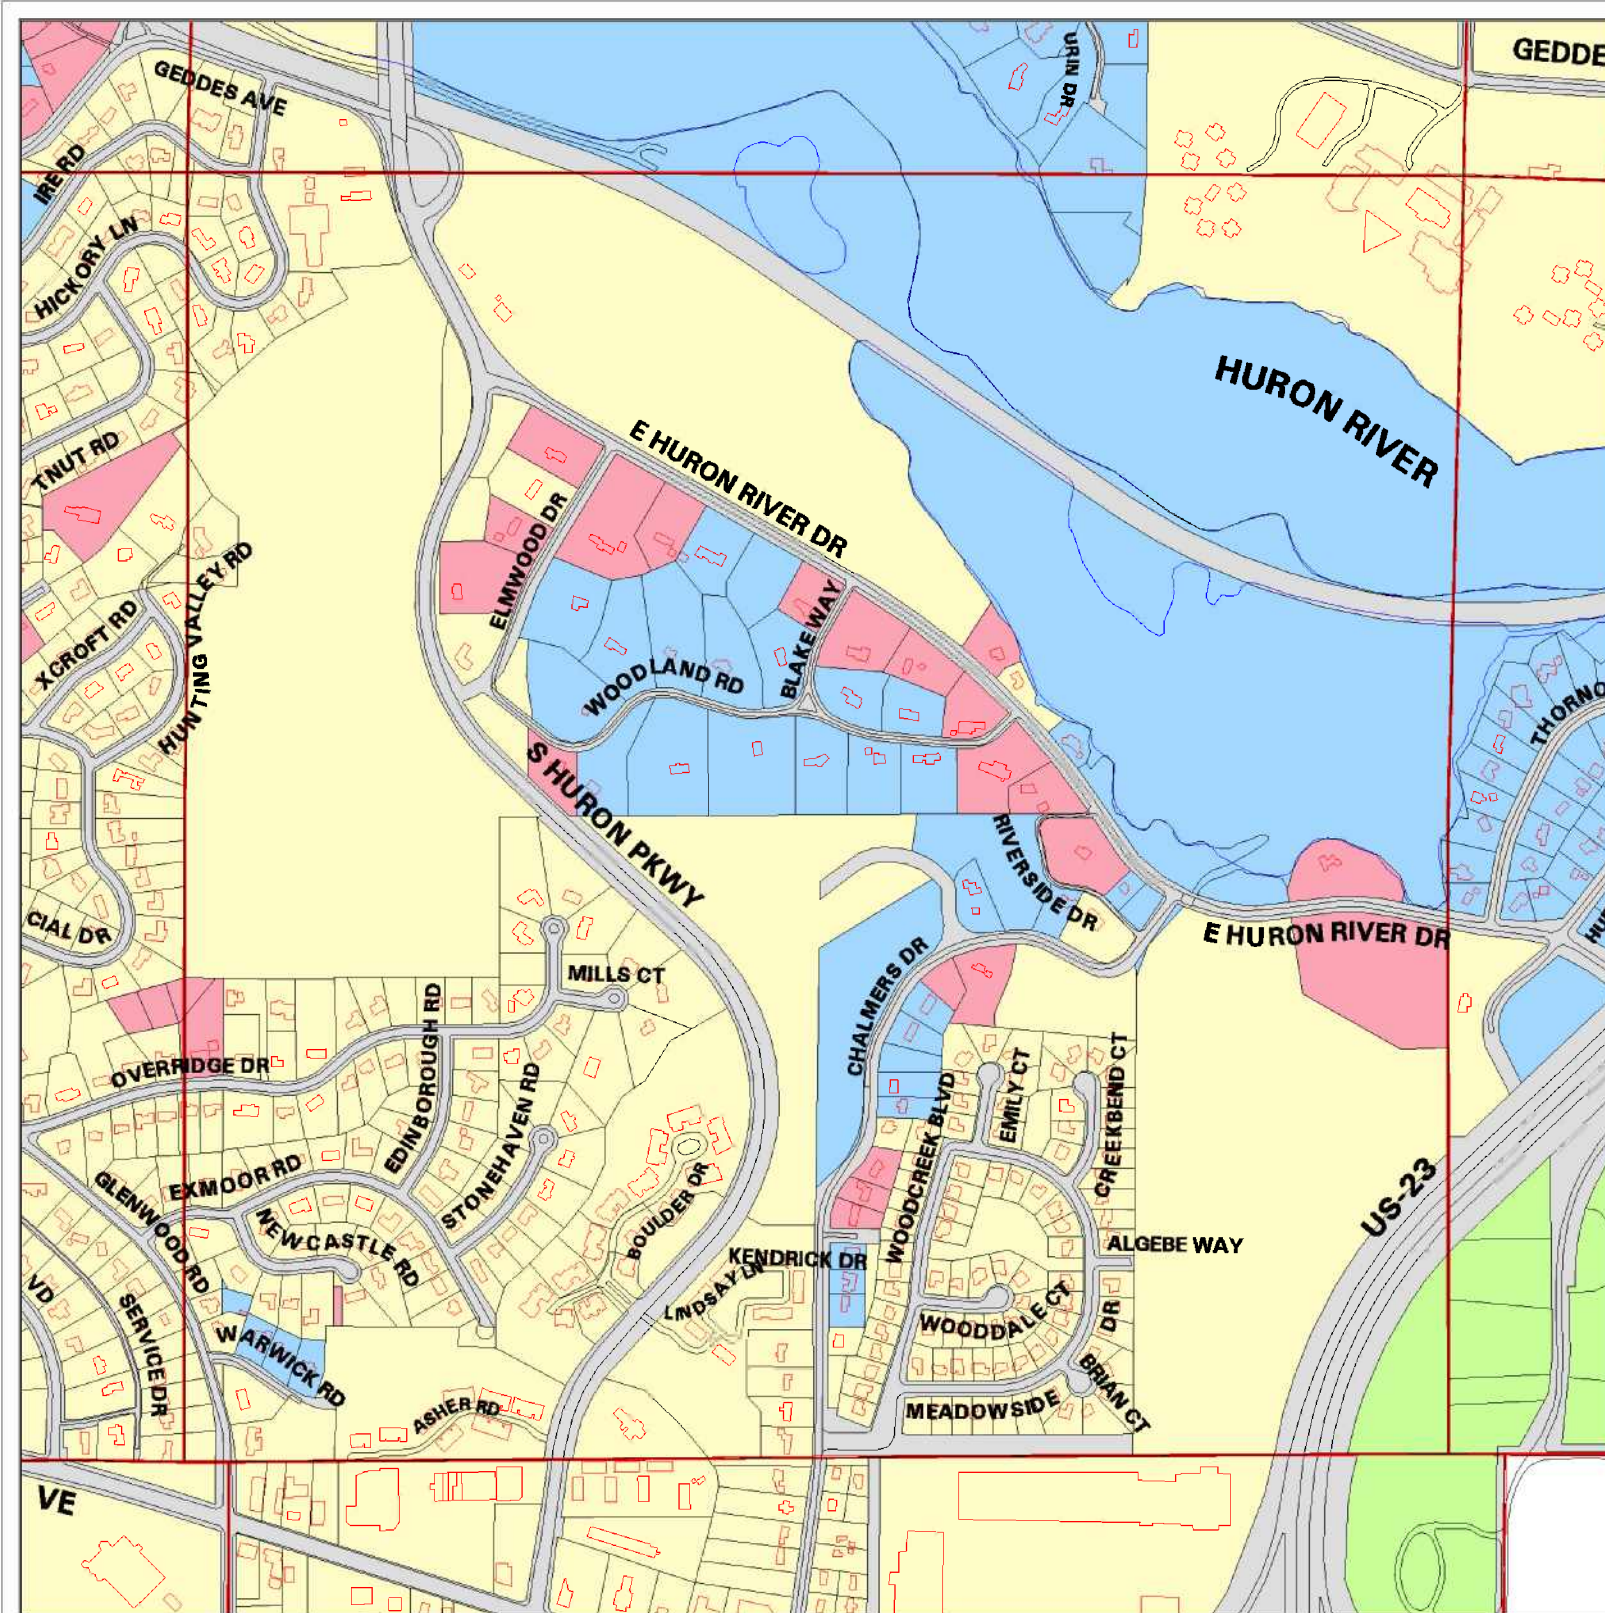 GEDDE
URIN DR
GEDDES AVE
IRE RD
HICKORY LN
HURON RIVER
TNUT RD
E HURON RIVER DR
ELMWOOD DR
HUNTING VALLEY RD
XCROFT RD
BLAKE WAY
WOODLAND RD
THORNO
S HURON PKWY
RIVERSIDE DR
CIAL DR
E HURON RIVER DR
HUR
MILLS CT
CHALMERS DR
EDINBOROUGH RD
OVERRIDGE DR
STONEHAVEN RD
WOODCREEK BLVD
EMILY CT
CREEKBEND CT
EXMOOR RD
GLENWOOD RD
BOULDER DR
US-23
NEWCASTLE RD
KENDRICK DR
ALGEBE WAY
LINDSAY LN
VD
SERVICE DR
WARWICK RD
WOODDALE CT
MEADOWSIDE DR
BRIAN CT
ASHER RD
VE